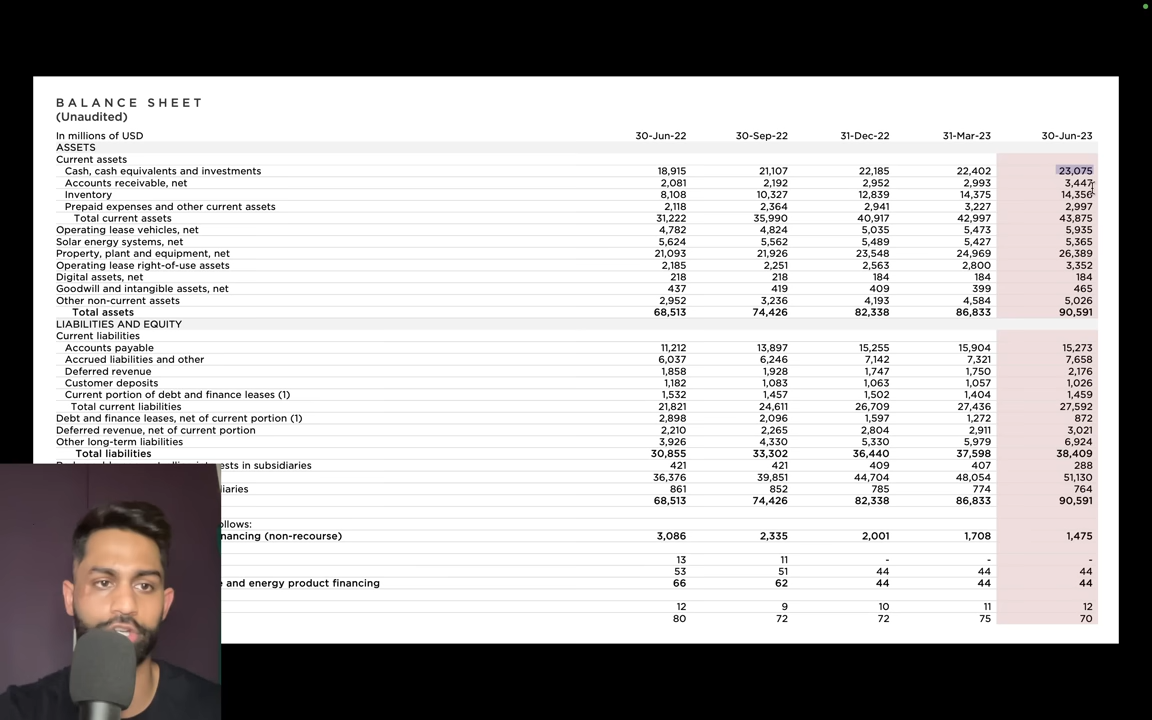 BALANCE SHEET
(Unaudited)
In millions of USD 30-Jun-22 30-Sep-22 31-Dec-22 31-Mar-23 30-Jun-23
ASSETS
Current assets
Cash, cash equivalents and investments 18,915 21,107 22,185 22,402 23,075
Accounts receivable, net 2,081 2,192 2,952 2,993 3,447
Inventory 8,108 10,327 12,839 14,375 14,356
Prepaid expenses and other current assets 2,118 2,364 2,941 3,227 2,997
Total current assets 31,222 35,990 40,917 42,997 43,875
Operating lease vehicles, net 4,782 4,824 5,035 5,473 5,935
Solar energy systems, net 5,624 5,562 5,489 5,427 5,365
Property, plant and equipment, net 21,093 21,926 23,548 24,969 26,389
Operating lease right-of-use assets 2,185 2,251 2,563 2,800 3,352
Digital assets, net 218 218 184 184 184
Goodwill and intangible assets, net 437 419 409 399 465
Other non-current assets 2,952 3,236 4,193 4,584 5,026
Total assets 68,513 74,426 82,338 86,833 90,591
LIABILITIES AND EQUITY
Current liabilities
Accounts payable 11,212 13,897 15,255 15,904 15,273
Accrued liabilities and other 6,037 6,246 7,142 7,321 7,658
Deferred revenue 1,858 1,928 1,747 1,750 2,176
Customer deposits 1,182 1,083 1,063 1,057 1,026
Current portion of debt and finance leases (1) 1,532 1,457 1,502 1,404 1,459
Total current liabilities 21,821 24,611 26,709 27,436 27,592
Debt and finance leases, net of current portion (1) 2,898 2,096 1,597 1,272 872
Deferred revenue, net of current portion 2,210 2,265 2,804 2,911 3,021
Other long-term liabilities 3,926 4,330 5,330 5,979 6,924
Total liabilities 30,855 33,302 36,440 37,598 38,409
in subsidiaries 421 421 409 407 288
36,376 39,851 44,704 48,054 51,130
861 852 785 774 764
68,513 74,426 82,338 86,833 90,591
(non-recourse) 3,086 2,335 2,001 1,708 1,475
13 11 - - -
53 51 44 44 44
and energy product financing 66 62 44 44 44
12 9 10 11 12
80 72 72 75 70